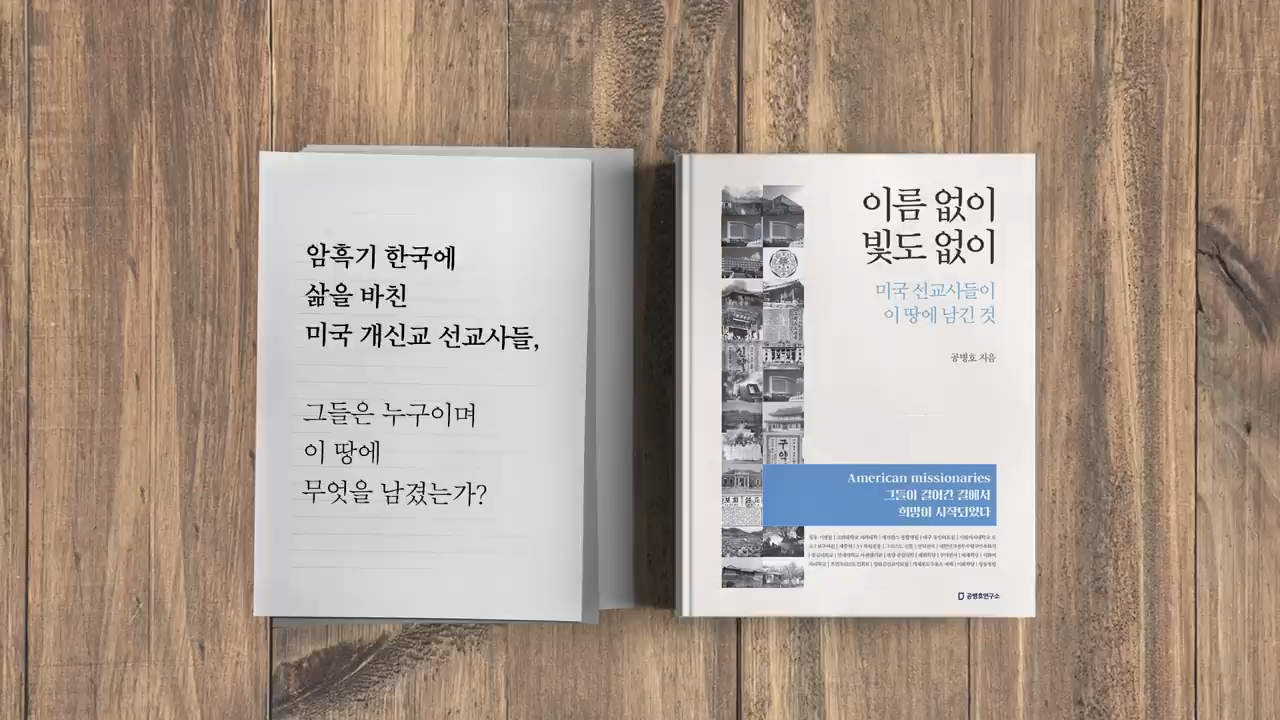 암흑기 한국에
삶을 바친
미국 개신교 선교사들,
그들은 누구이며
이 땅에
무엇을 남겼는가?
이름 없이
빛도 없이
미국 선교사들이
이 땅에 남긴 것
공병호 지음
구약
American missionaries
그들이 걸어간 길에서
희망이 시작되었다
공병호연구소